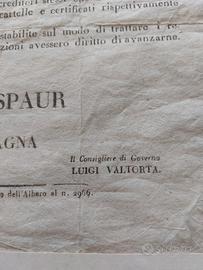 creditori stessi
cartelle e certificati rispettivamente
stabilite sul modo di trattare i re
zioni avessero diritto di avanzarne.
SPAUR
AGNA
Il Consigliere di Governo
LUIGI VALTORTA.
dell'Albero al n. 2969.